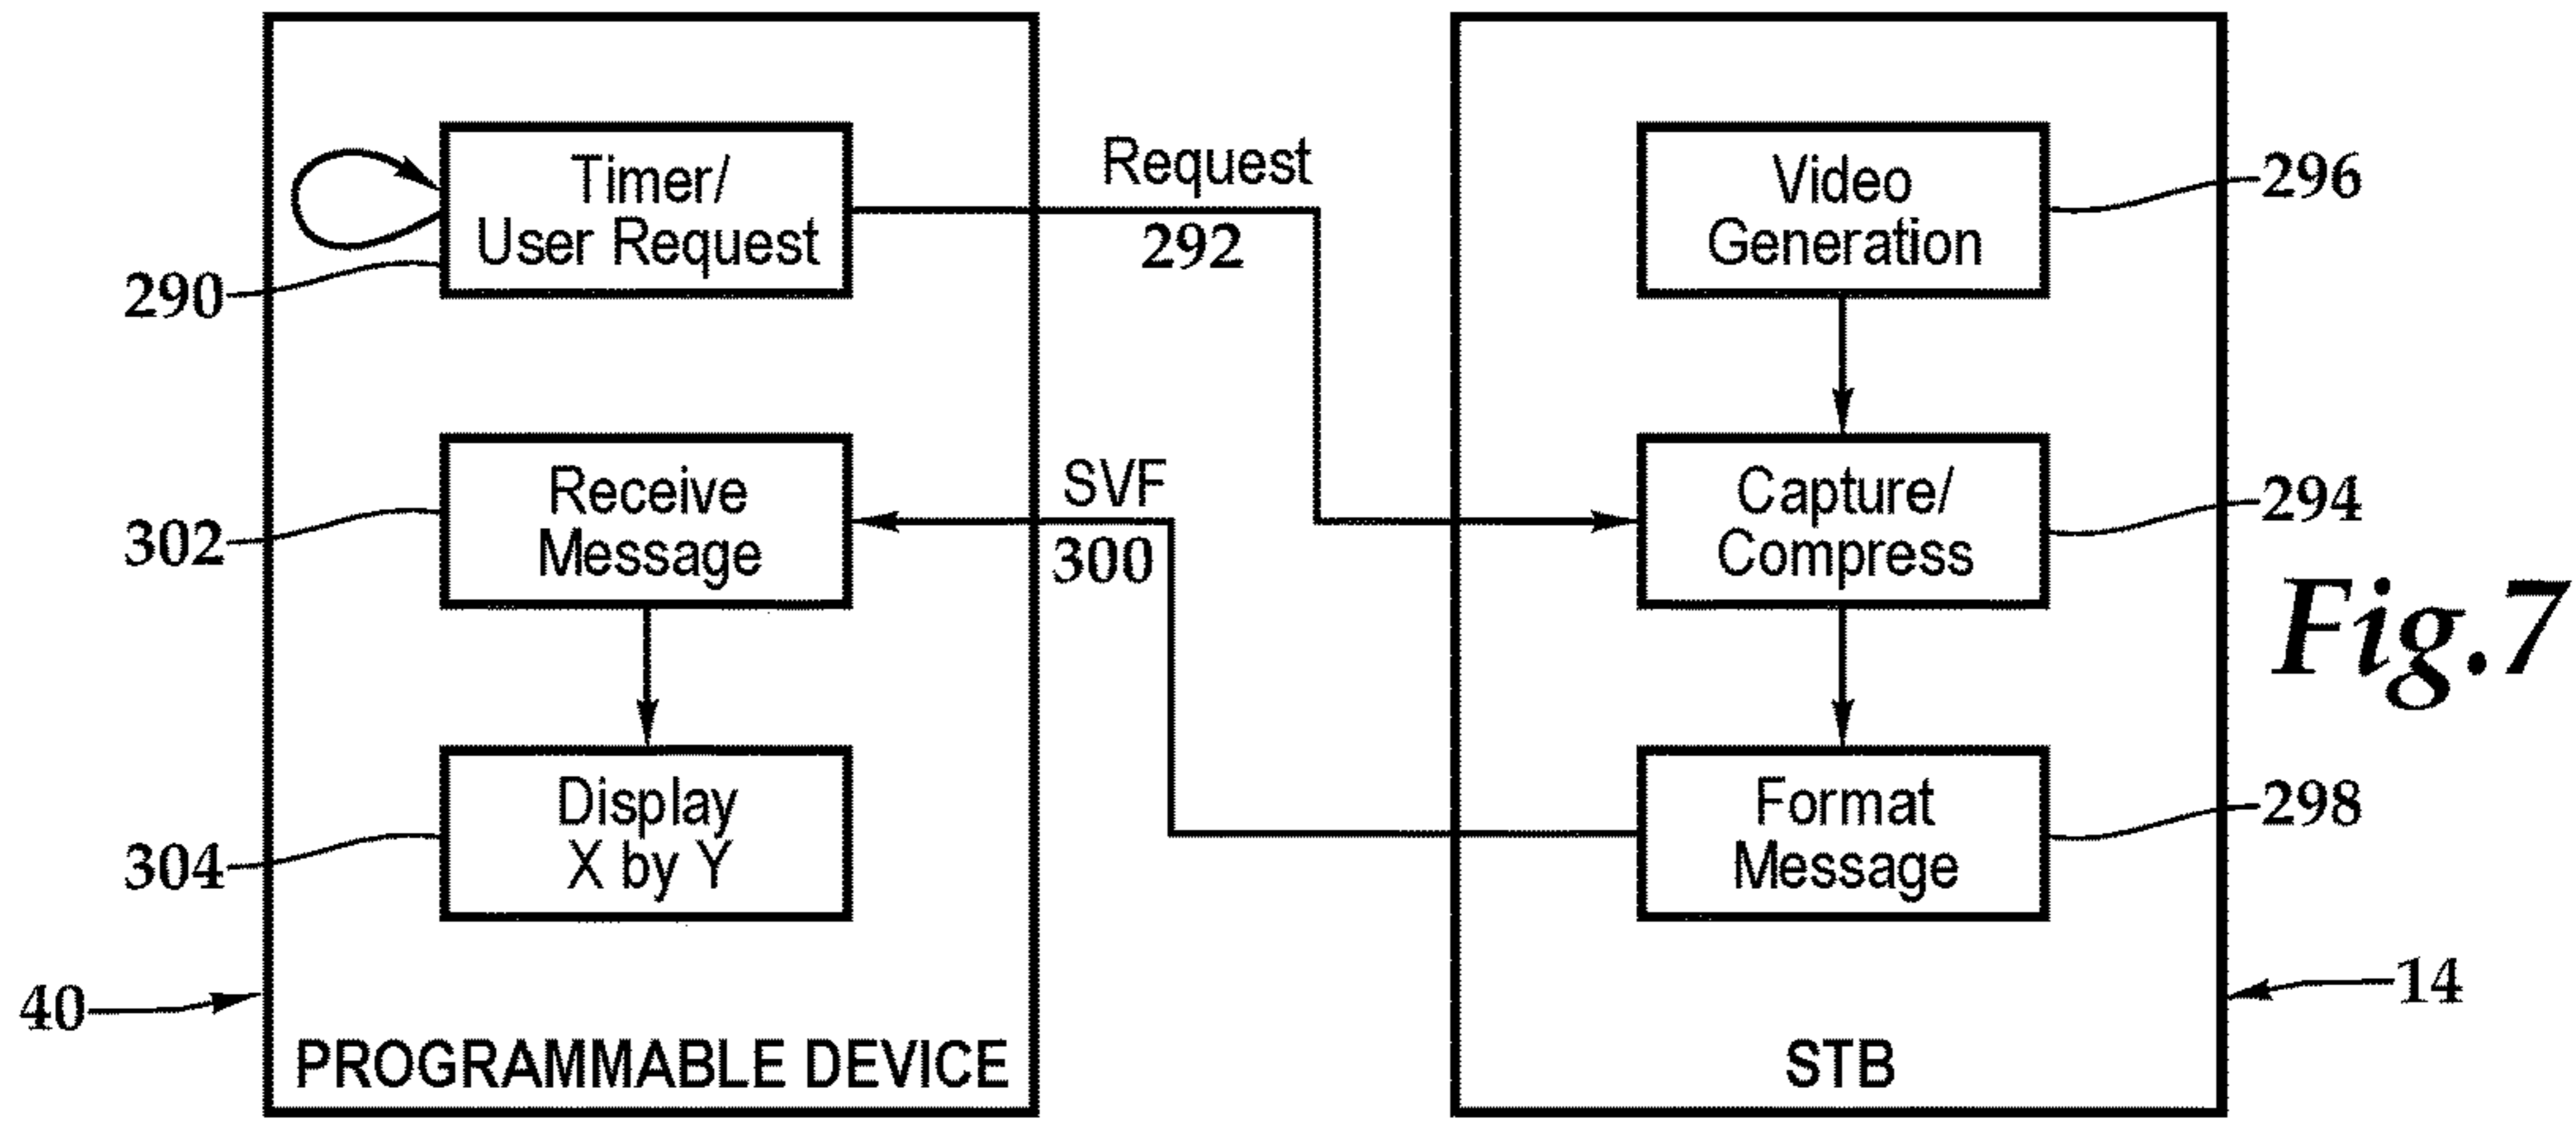 Timer/
User Request
290
Request
292
Video
Generation
296
Receive
Message
302
SVF
300
Capture/
Compress
294
Fig.7
Display
X by Y
304
Format
Message
298
40
PROGRAMMABLE DEVICE
STB
14